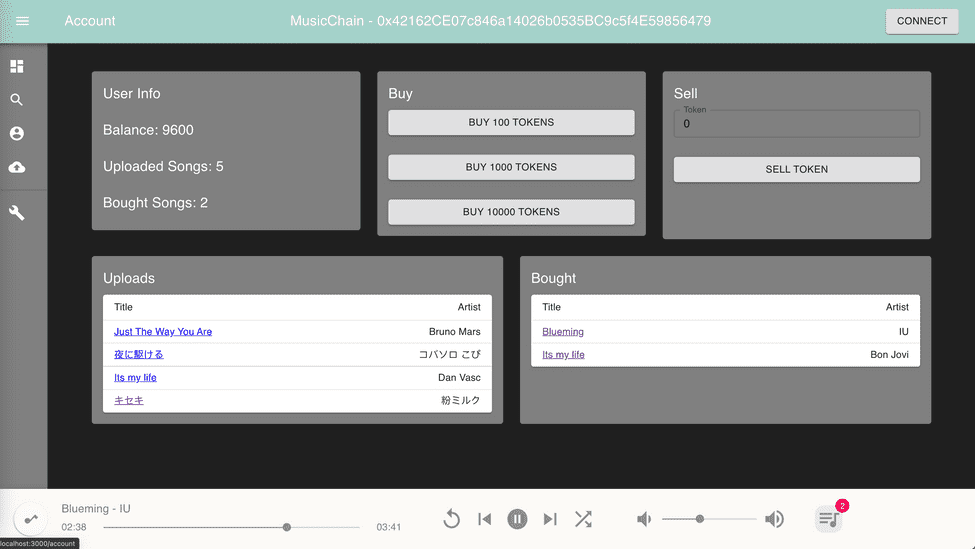 Account
MusicChain - 0x42162CE07c846a14026b0535BC9c5f4E59856479
CONNECT
User Info
Balance: 9600
Uploaded Songs: 5
Bought Songs: 2
Buy
BUY 100 TOKENS
BUY 1000 TOKENS
BUY 10000 TOKENS
Sell
Token
0
SELL TOKEN
Uploads
Title Artist
Just The Way You Are Bruno Mars
夜に駆ける コバソロ こぴ
Its my life Dan Vasc
キセキ 粉ミルク
Bought
Title Artist
Blueming IU
Its my life Bon Jovi
Blueming - IU
02:38 03:41
2
localhost:3000/account